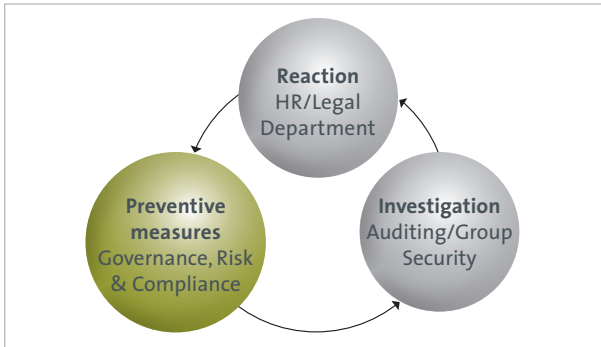 Reaction
HR/Legal
Department
Preventive
measures
Governance, Risk
& Compliance
Investigation
Auditing/Group
Security